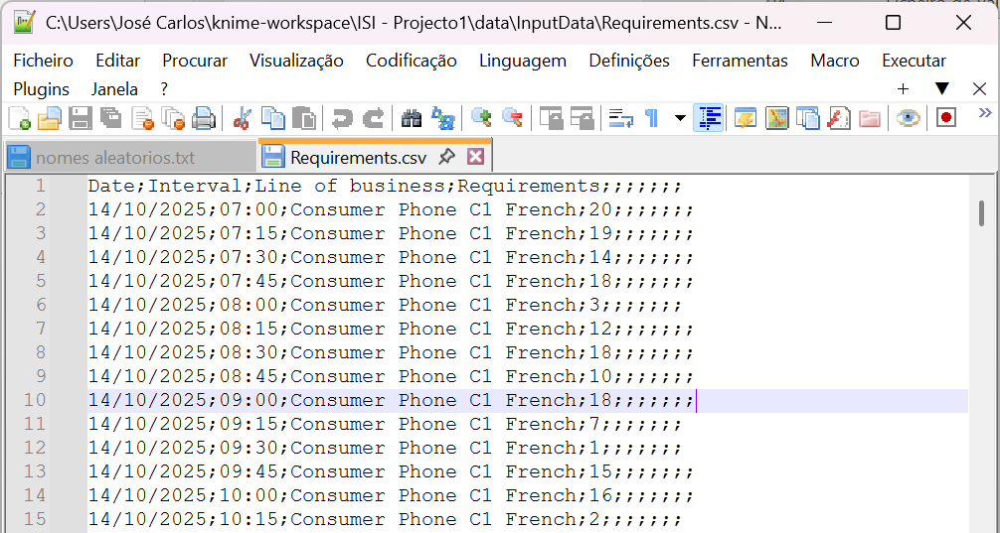 C:\Users\José Carlos\knime-workspace\ISI - Projecto1\data\InputData\Requirements.csv - N...
Ficheiro Editar Procurar Visualização Codificação Linguagem Definições Ferramentas Macro Executar
Plugins Janela ?
nomes aleatorios.txt Requirements.csv
1 Date;Interval;Line of business;Requirements;;;;;;;
2 14/10/2025;07:00;Consumer Phone C1 French;20;;;;;;;
3 14/10/2025;07:15;Consumer Phone C1 French;19;;;;;;;
4 14/10/2025;07:30;Consumer Phone C1 French;14;;;;;;;
5 14/10/2025;07:45;Consumer Phone C1 French;18;;;;;;;
6 14/10/2025;08:00;Consumer Phone C1 French;3;;;;;;;
7 14/10/2025;08:15;Consumer Phone C1 French;12;;;;;;;
8 14/10/2025;08:30;Consumer Phone C1 French;18;;;;;;;
9 14/10/2025;08:45;Consumer Phone C1 French;10;;;;;;;
10 14/10/2025;09:00;Consumer Phone C1 French;18;;;;;;;
11 14/10/2025;09:15;Consumer Phone C1 French;7;;;;;;;
12 14/10/2025;09:30;Consumer Phone C1 French;1;;;;;;;
13 14/10/2025;09:45;Consumer Phone C1 French;15;;;;;;;
14 14/10/2025;10:00;Consumer Phone C1 French;16;;;;;;;
15 14/10/2025;10:15;Consumer Phone C1 French;2;;;;;;;